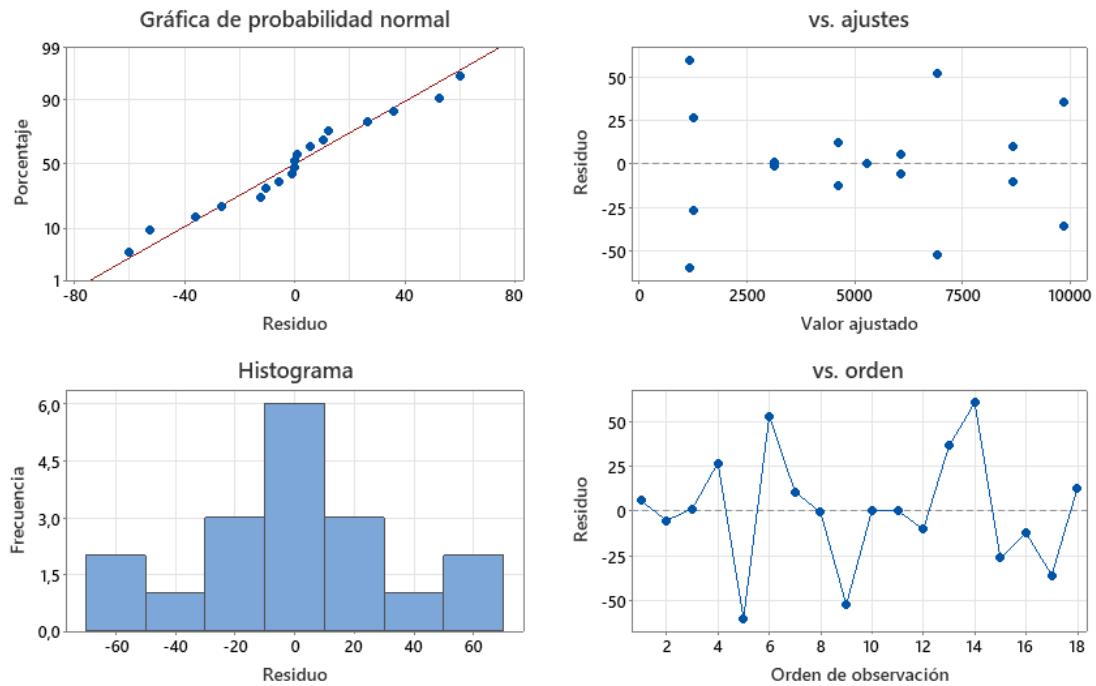 Gráfica de probabilidad normal
99
90
50
10
1
Porcentaje
-80 -40 0 40 80
Residuo
vs. ajustes
50
25
0
-25
-50
Residuo
0 2500 5000 7500 10000
Valor ajustado
Histograma
6,0
4,5
3,0
1,5
0,0
Frecuencia
-60 -40 -20 0 20 40 60
Residuo
vs. orden
50
25
0
-25
-50
Residuo
2 4 6 8 10 12 14 16 18
Orden de observación